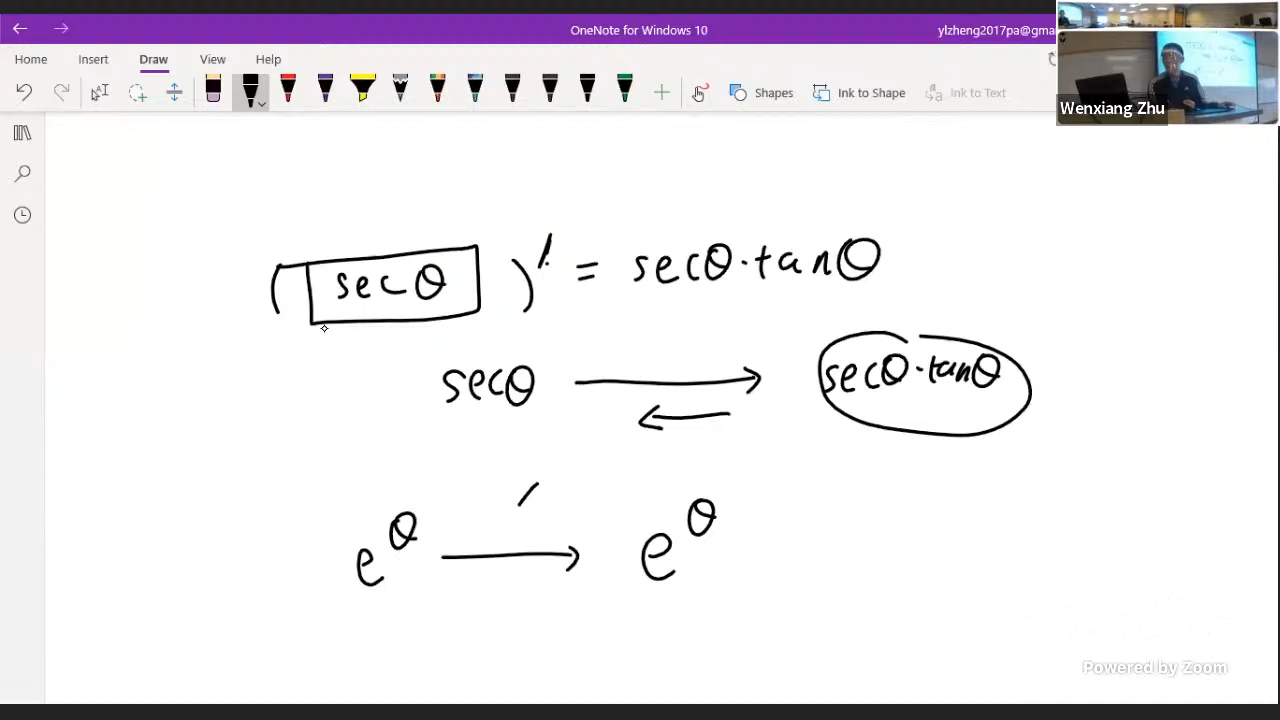 OneNote for Windows 10
ylzheng2017pa@gma
Home Insert Draw View Help
Shapes Ink to Shape Ink to Text
Wenxiang Zhu
( secθ )' = secθ·tanθ
secθ → secθ·tanθ
←
′
e^θ → e^θ
Powered by Zoom